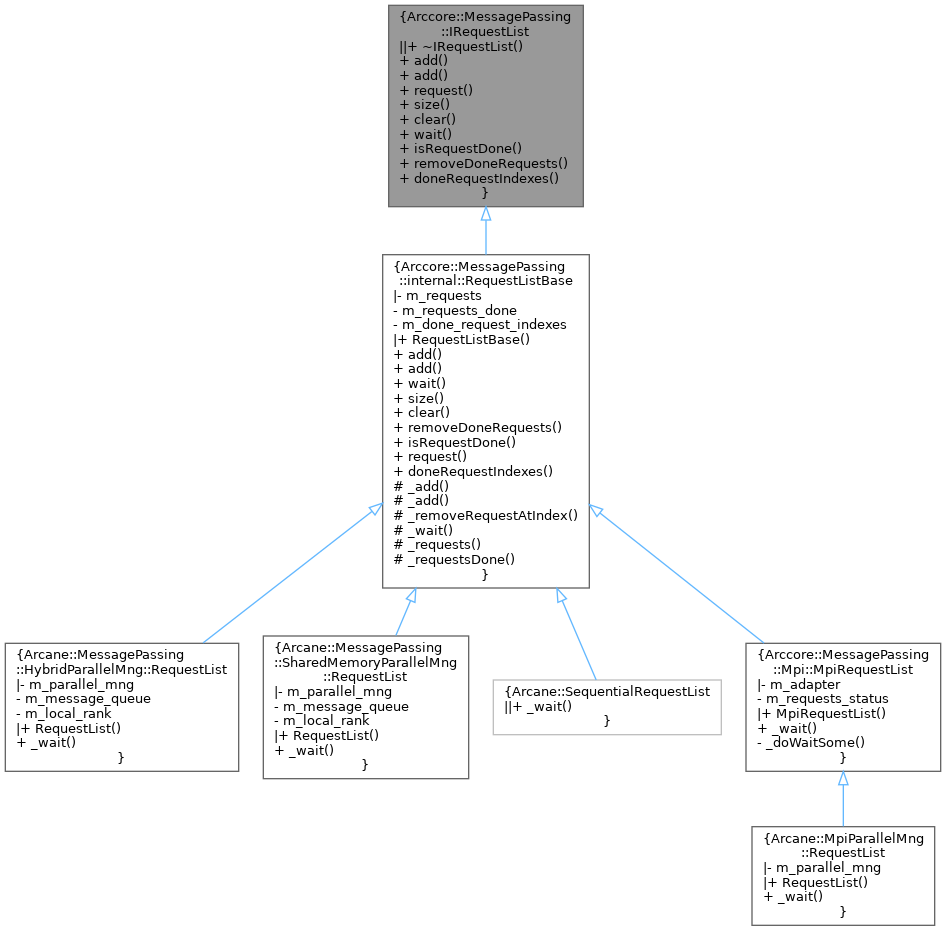 {Arccore::MessagePassing
::IRequestList
||+ ~IRequestList()
+ add()
+ add()
+ request()
+ size()
+ clear()
+ wait()
+ isRequestDone()
+ removeDoneRequests()
+ doneRequestIndexes()
}
{Arccore::MessagePassing
::internal::RequestListBase
|- m_requests
- m_requests_done
- m_done_request_indexes
|+ RequestListBase()
+ add()
+ add()
+ wait()
+ size()
+ clear()
+ removeDoneRequests()
+ isRequestDone()
+ request()
+ doneRequestIndexes()
# _add()
# _add()
# _removeRequestAtIndex()
# _wait()
# _requests()
# _requestsDone()
}
{Arcane::MessagePassing
::HybridParallelMng::RequestList
|- m_parallel_mng
- m_message_queue
- m_local_rank
|+ RequestList()
+ _wait()
}
{Arcane::MessagePassing
::SharedMemoryParallelMng
::RequestList
|- m_parallel_mng
- m_message_queue
- m_local_rank
|+ RequestList()
+ _wait()
}
{Arcane::SequentialRequestList
||+ _wait()
}
{Arccore::MessagePassing
::Mpi::MpiRequestList
|- m_adapter
- m_requests_status
|+ MpiRequestList()
+ _wait()
- _doWaitSome()
}
{Arcane::MpiParallelMng
::RequestList
|- m_parallel_mng
|+ RequestList()
+ _wait()
}